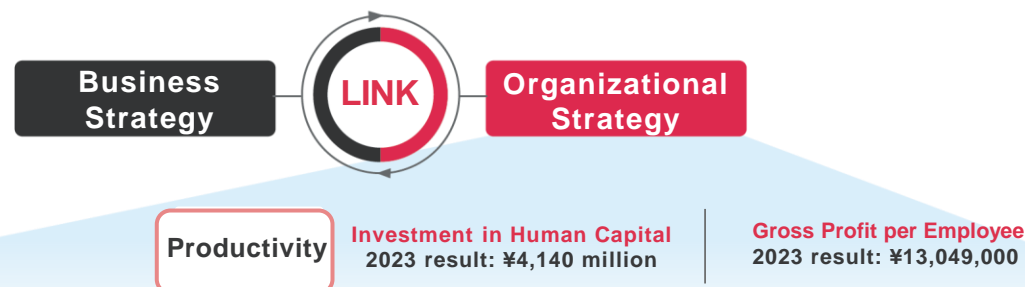 Business
Strategy
LINK
Organizational
Strategy
Productivity
Investment in Human Capital
2023 result: ¥4,140 million
Gross Profit per Employee
2023 result: ¥13,049,000